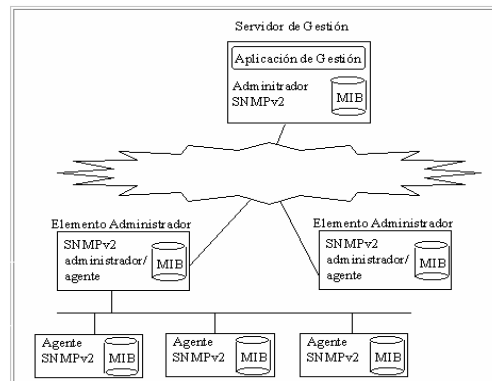 Servidor de Gestión
Aplicación de Gestión
Adminitrador
SNMPv2
MIB
Elemento Administrador
SNMPv2
administrador/
agente
MIB
Elemento Administrador
SNMPv2
administrador/
agente
MIB
Agente
SNMPv2
MIB
Agente
SNMPv2
MIB
Agente
SNMPv2
MIB